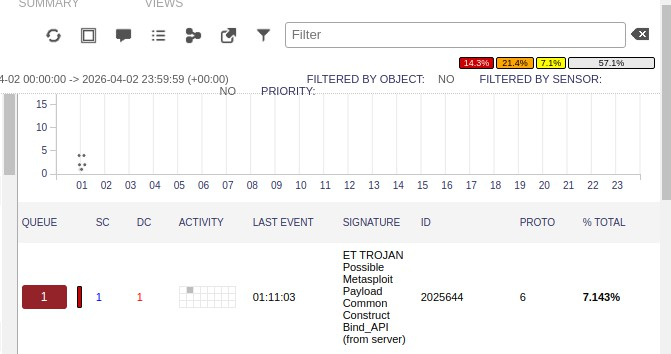 SUMMARY VIEWS
Filter
14.3% 21.4% 7.1% 57.1%
4-02 00:00:00 -> 2026-04-02 23:59:59 (+00:00) FILTERED BY OBJECT: NO FILTERED BY SENSOR:
NO PRIORITY:
15
10
5
0
01 02 03 04 05 06 07 08 09 10 11 12 13 14 15 16 17 18 19 20 21 22 23
QUEUE SC DC ACTIVITY LAST EVENT SIGNATURE ID PROTO % TOTAL
1 1 1 01:11:03
ET TROJAN
Possible
Metasploit
Payload
Common
Construct
Bind_API
(from server)
2025644 6 7.143%